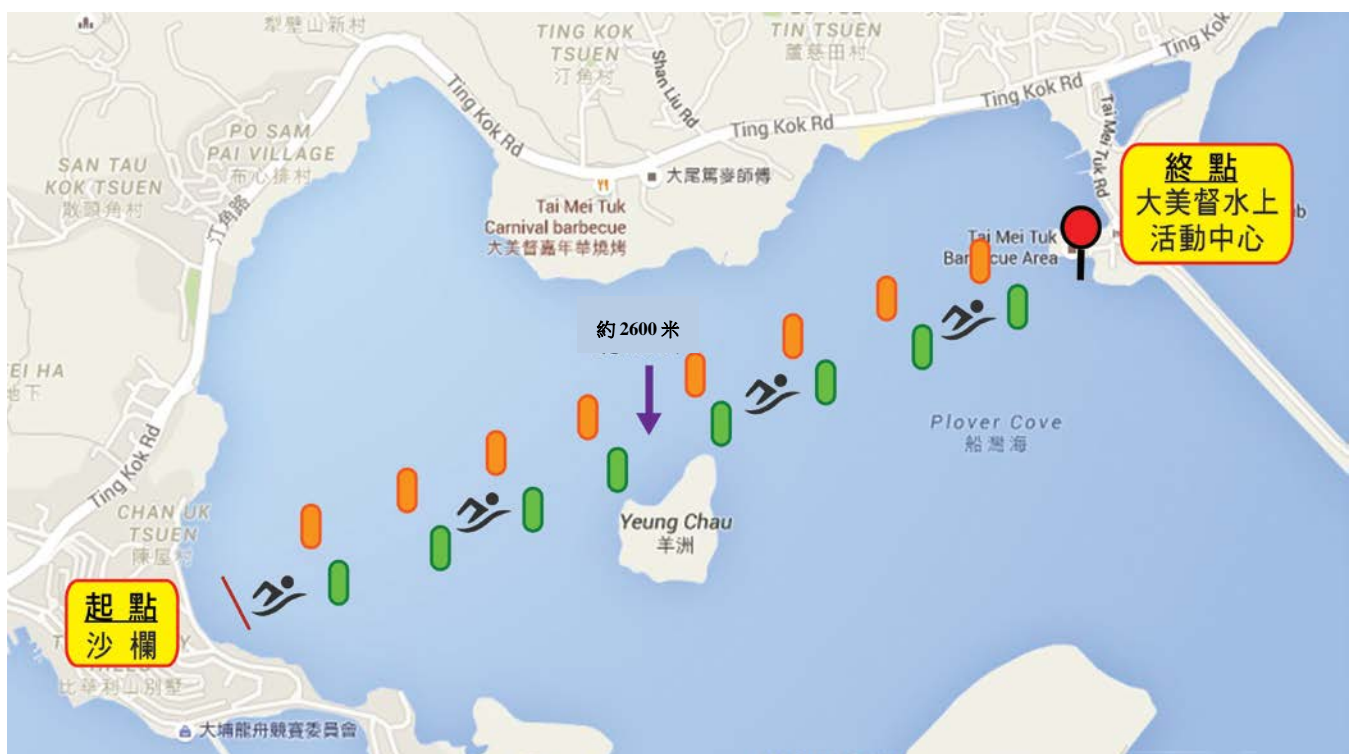 犁壁山新村
TING KOK
TSUEN
汀角村
TIN TSUEN
蘆慈田村
Ting Kok Rd
Shan Liu Rd
Ting Kok Rd
Ting Kok Rd
Ting Kok Rd
Tai Mei Tuk Rd
PO SAM
PAI VILLAGE
布心排村
SAN TAU
KOK TSUEN
散頭角村
汀角路
大尾篤麥師傅
Tai Mei Tuk
Carnival barbecue
大美督嘉年華燒烤
終 點
大美督水上
活動中心
Tai Mei Tuk
Barbecue Area
約 2600 米
EI HA
地下
Plover Cove
船灣海
Ting Kok Rd
CHAN UK
TSUEN
陳屋村
Yeung Chau
羊洲
起 點
沙 欄
比華利山別墅
大埔龍舟競賽委員會